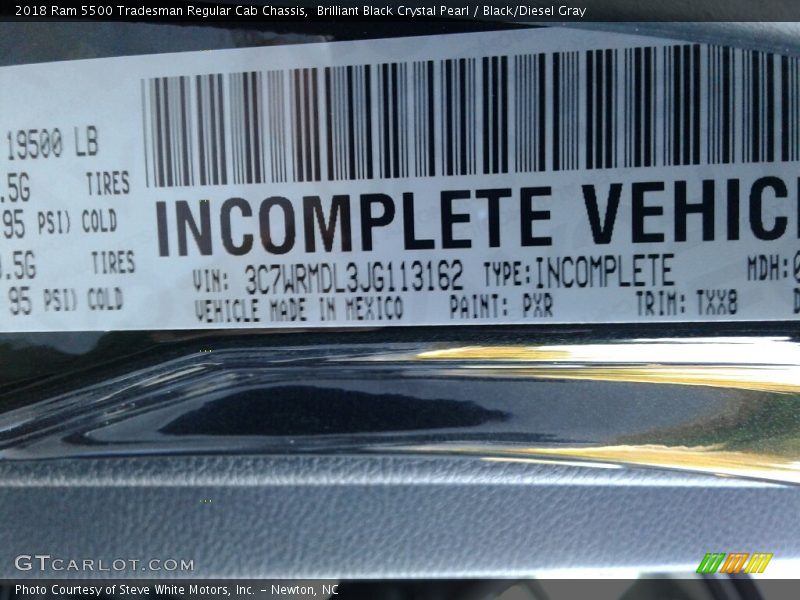 2018 Ram 5500 Tradesman Regular Cab Chassis, Brilliant Black Crystal Pearl / Black/Diesel Gray
19500 LB
.5G TIRES
95 PSI) COLD
.5G TIRES
95 PSI) COLD
INCOMPLETE VEHIC
VIN: 3C7WRMDL3JG113162 TYPE:INCOMPLETE MDH:
VEHICLE MADE IN MEXICO PAINT: PXR TRIM: TXX8
GTCARLOT.COM
Photo Courtesy of Steve White Motors, Inc. – Newton, NC